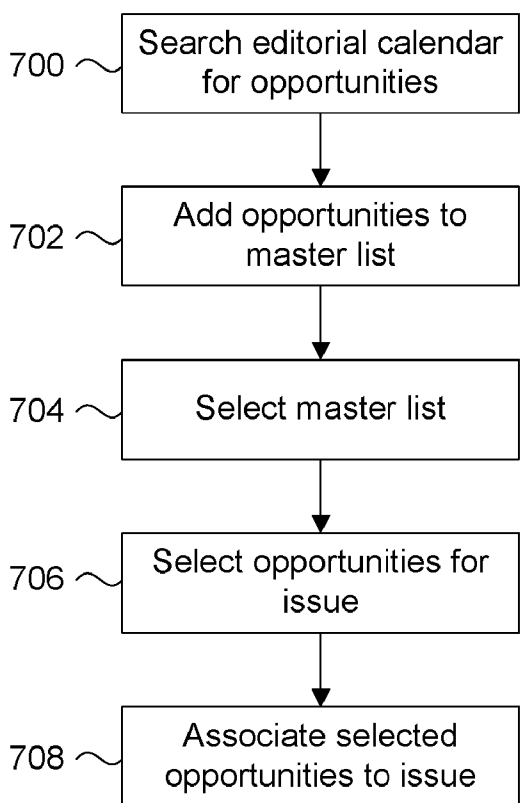 700
Search editorial calendar
for opportunities
702
Add opportunities to
master list
704
Select master list
706
Select opportunities for
issue
708
Associate selected
opportunities to issue